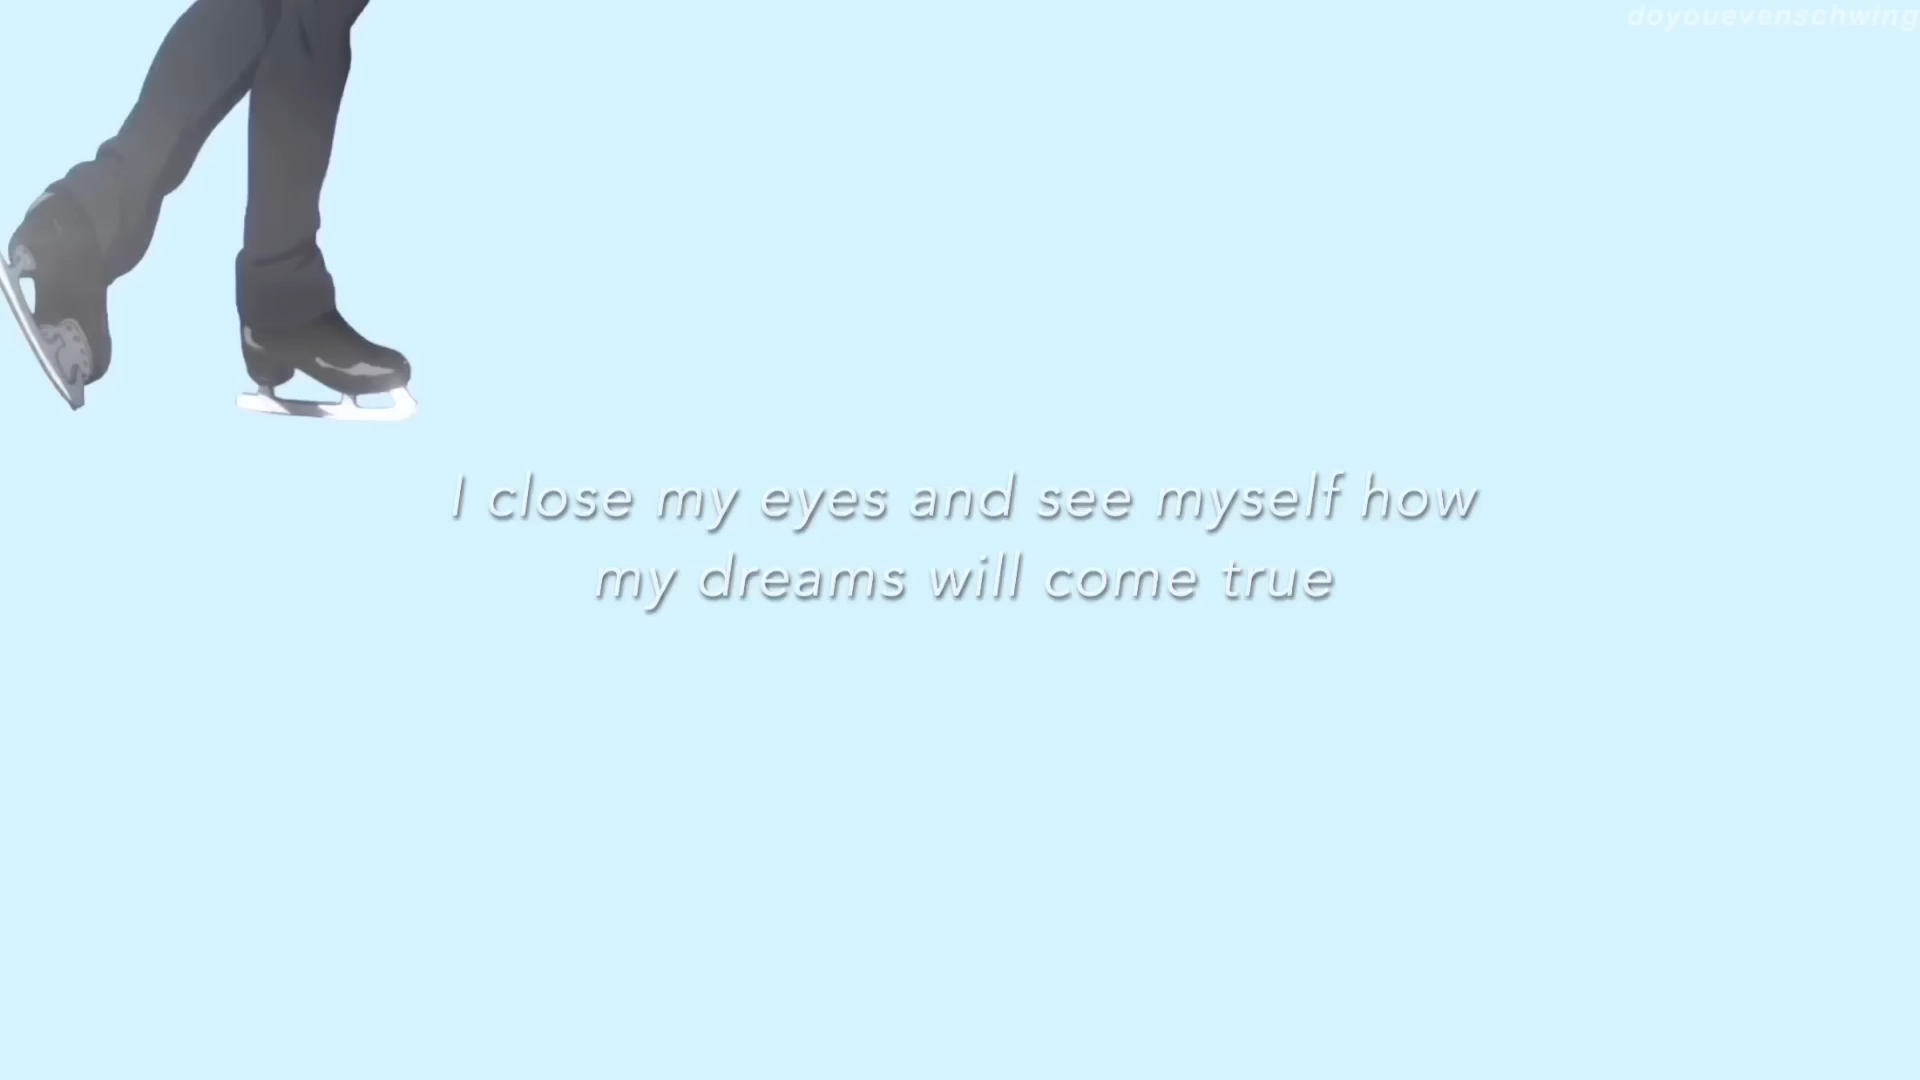 doyouevenschwing
I close my eyes and see myself how
my dreams will come true